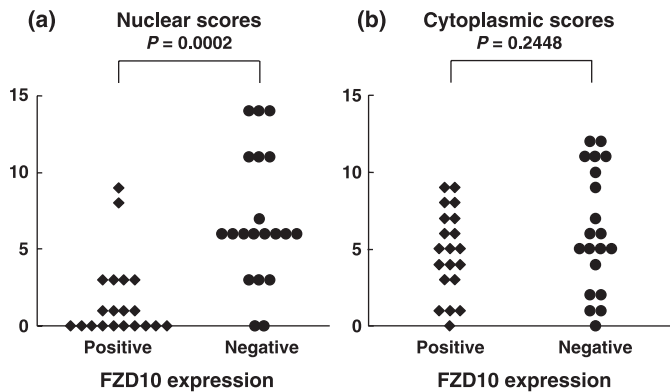 (a) Nuclear scores
P = 0.0002
15
10
5
0
Positive Negative
FZD10 expression
(b) Cytoplasmic scores
P = 0.2448
15
10
5
0
Positive Negative
FZD10 expression